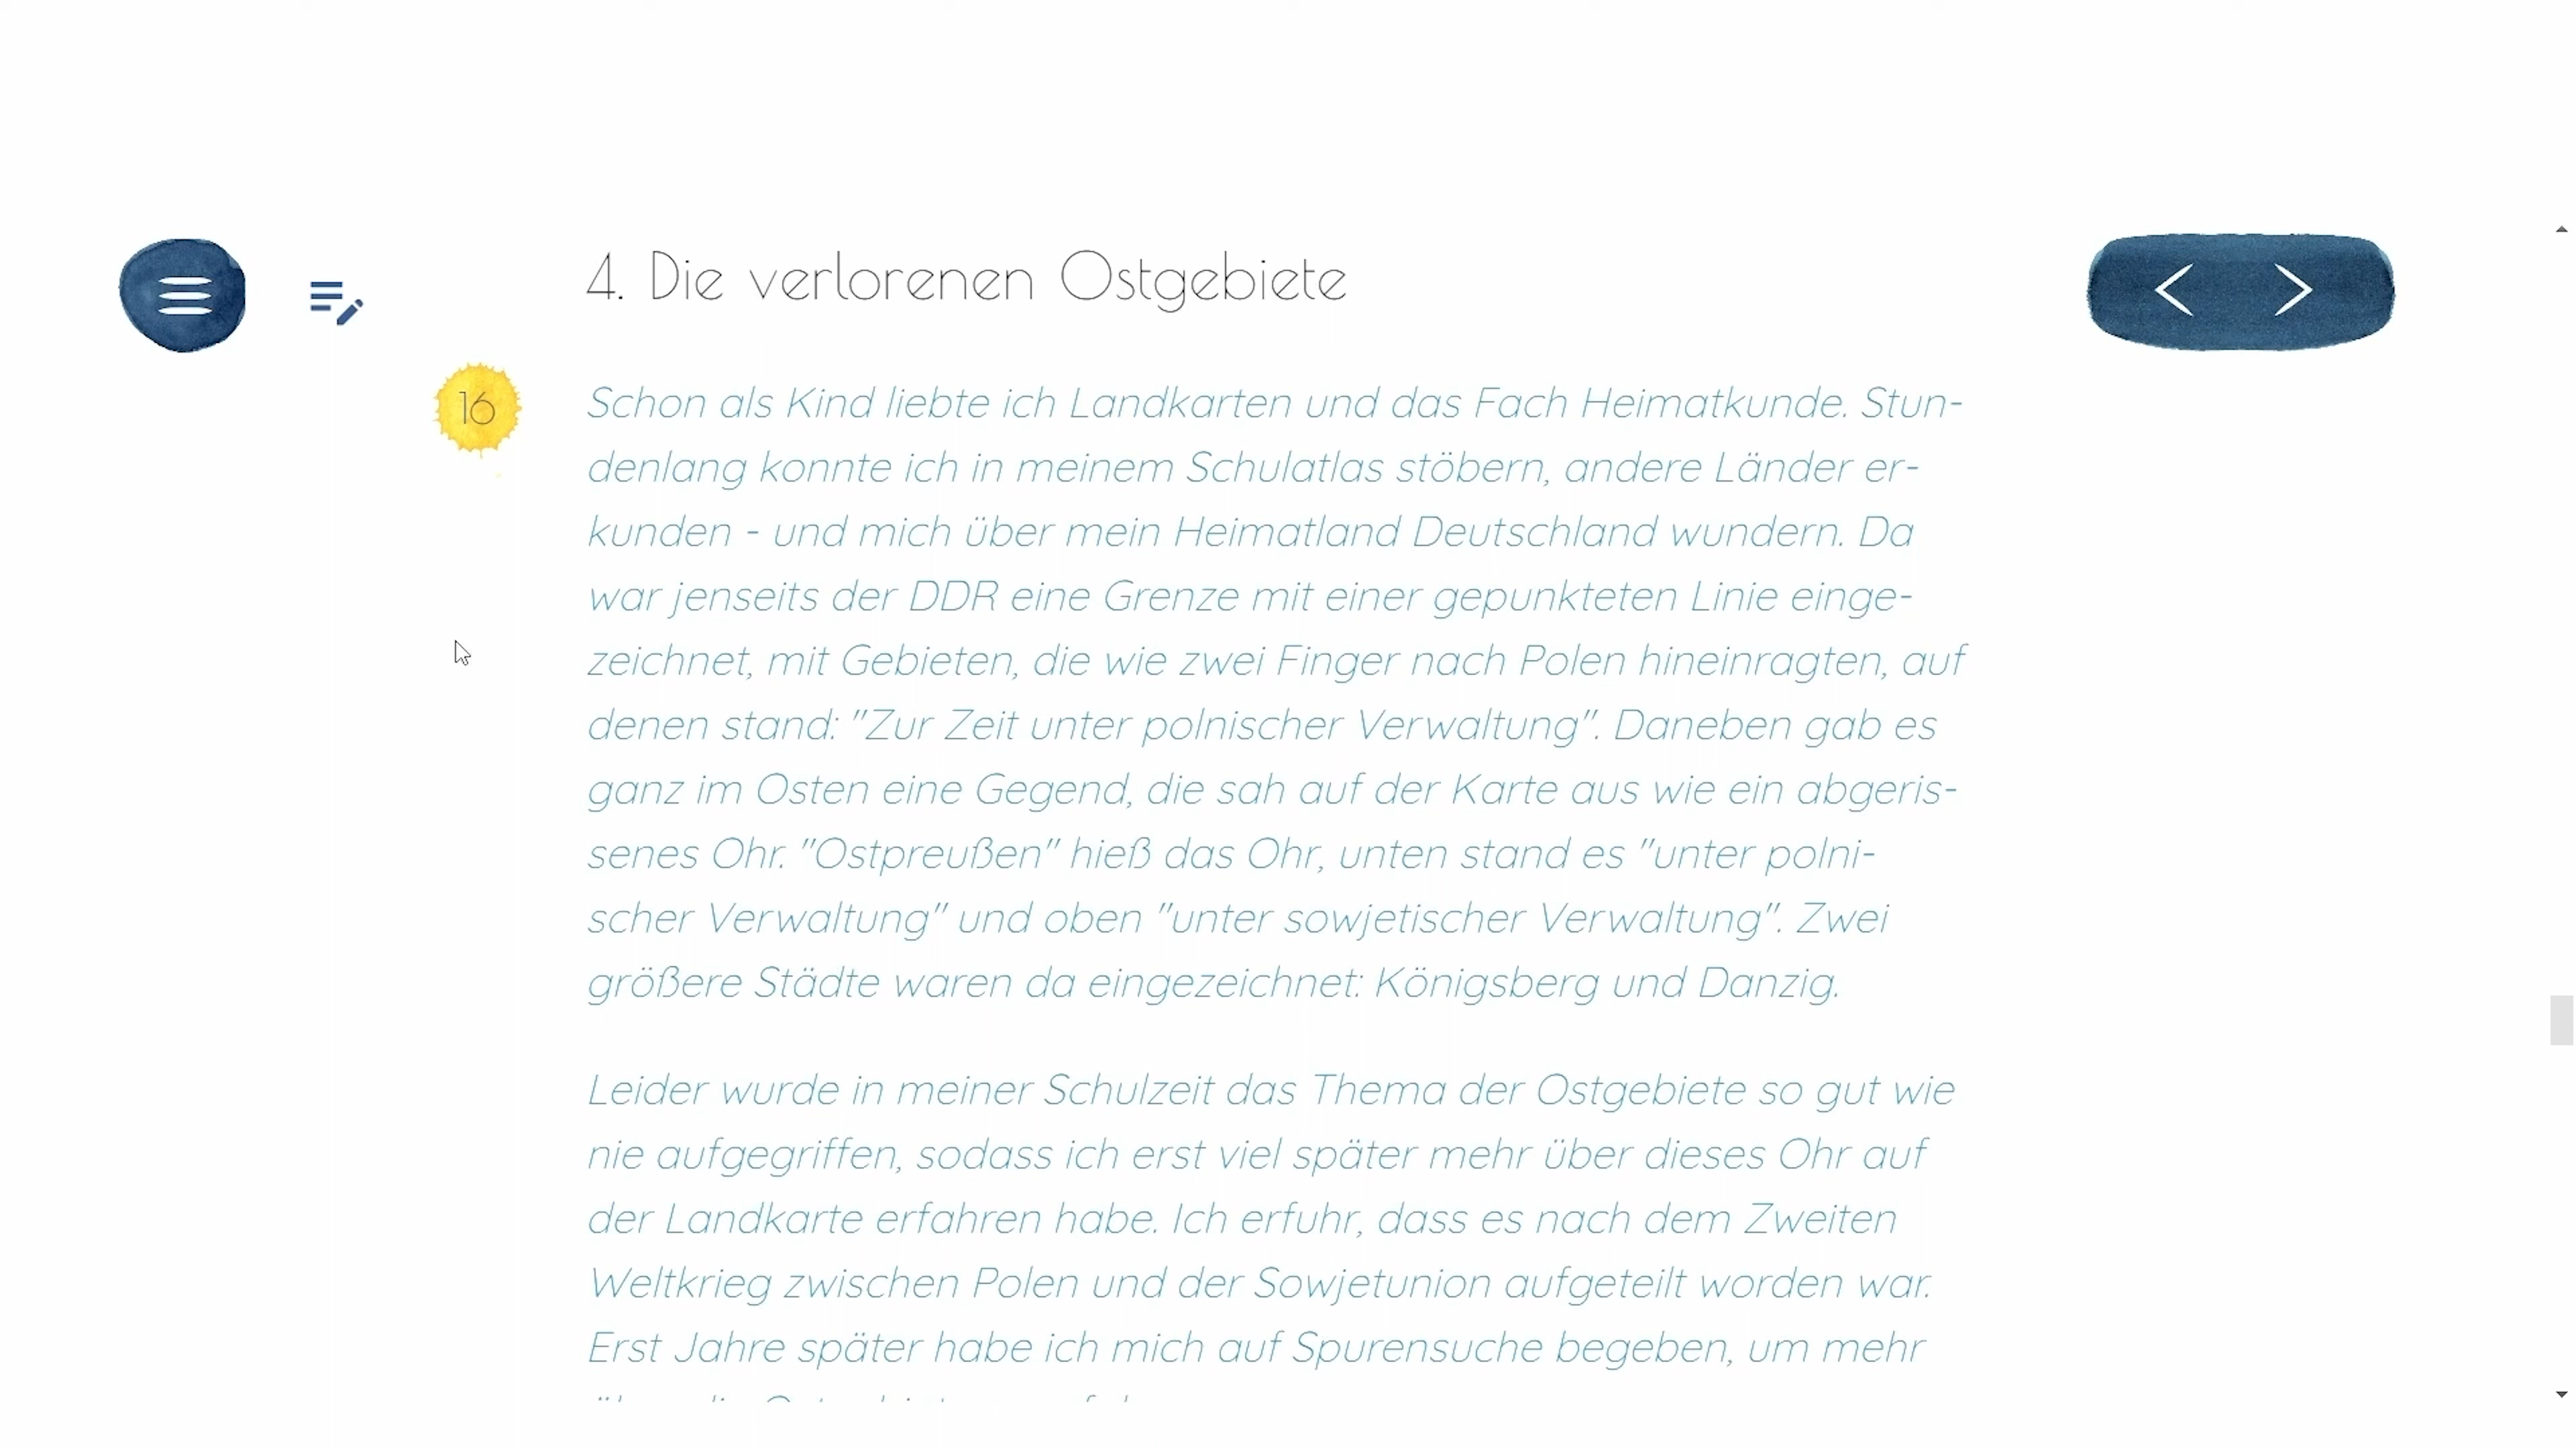 4. Die verlorenen Ostgebiete
16
Schon als Kind liebte ich Landkarten und das Fach Heimatkunde. Stun-
denlang konnte ich in meinem Schulatlas stöbern, andere Länder er-
kunden - und mich über mein Heimatland Deutschland wundern. Da
war jenseits der DDR eine Grenze mit einer gepunkteten Linie einge-
zeichnet, mit Gebieten, die wie zwei Finger nach Polen hineinragten, auf
denen stand: "Zur Zeit unter polnischer Verwaltung". Daneben gab es
ganz im Osten eine Gegend, die sah auf der Karte aus wie ein abgeris-
senes Ohr. "Ostpreußen" hieß das Ohr, unten stand es "unter polni-
scher Verwaltung" und oben "unter sowjetischer Verwaltung". Zwei
größere Städte waren da eingezeichnet: Königsberg und Danzig.
Leider wurde in meiner Schulzeit das Thema der Ostgebiete so gut wie
nie aufgegriffen, sodass ich erst viel später mehr über dieses Ohr auf
der Landkarte erfahren habe. Ich erfuhr, dass es nach dem Zweiten
Weltkrieg zwischen Polen und der Sowjetunion aufgeteilt worden war.
Erst Jahre später habe ich mich auf Spurensuche begeben, um mehr